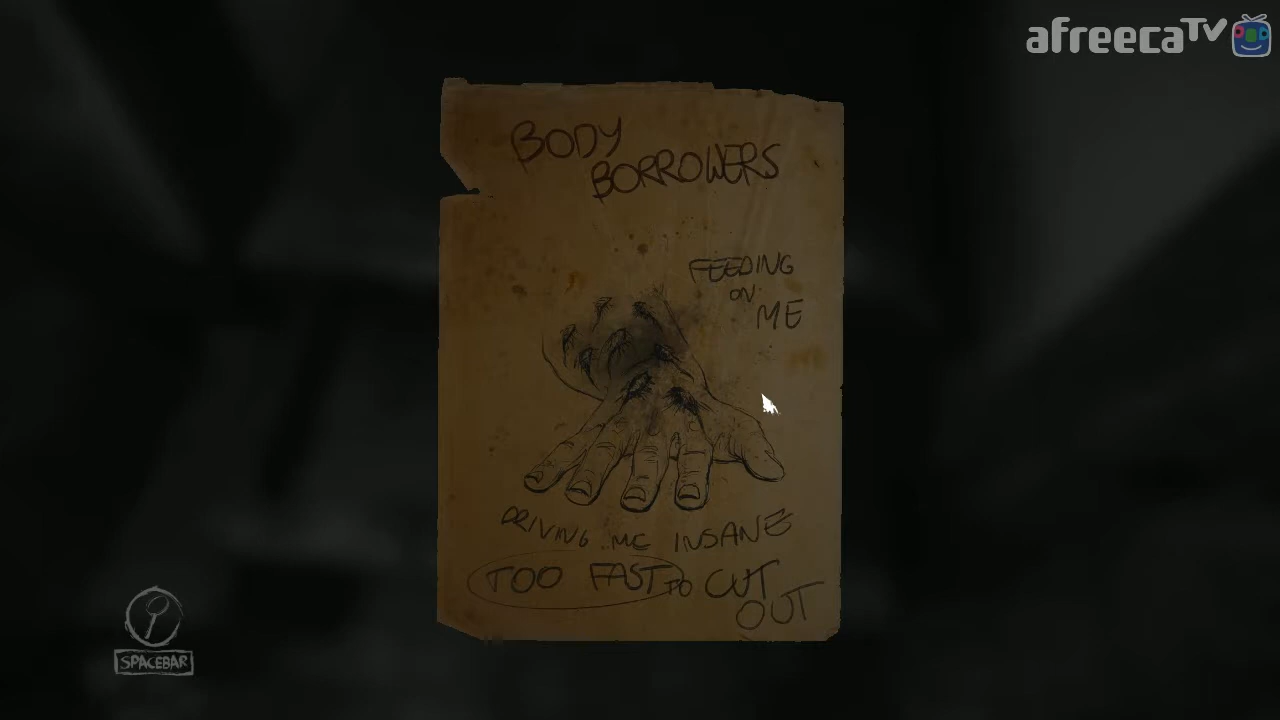 afreecaTV
BODY
BORROWERS
FEEDING
ON
ME
DRIVING ME INSANE
TOO FAST TO CUT
OUT
SPACEBAR